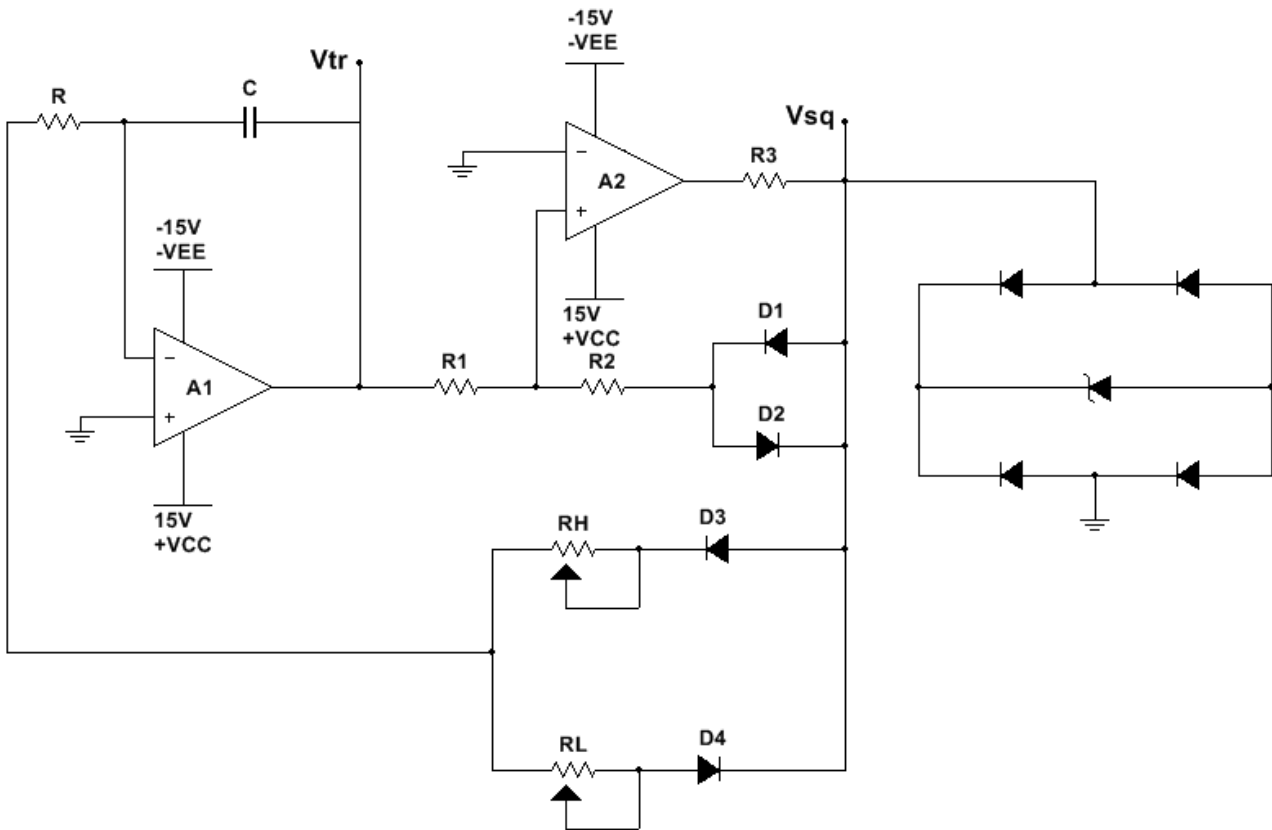 -15V
-VEE
Vtr
R
C
Vsq
R3
−
A2
+
-15V
-VEE
15V
+VCC
D1
R1
R2
−
A1
+
D2
15V
+VCC
RH
D3
RL
D4